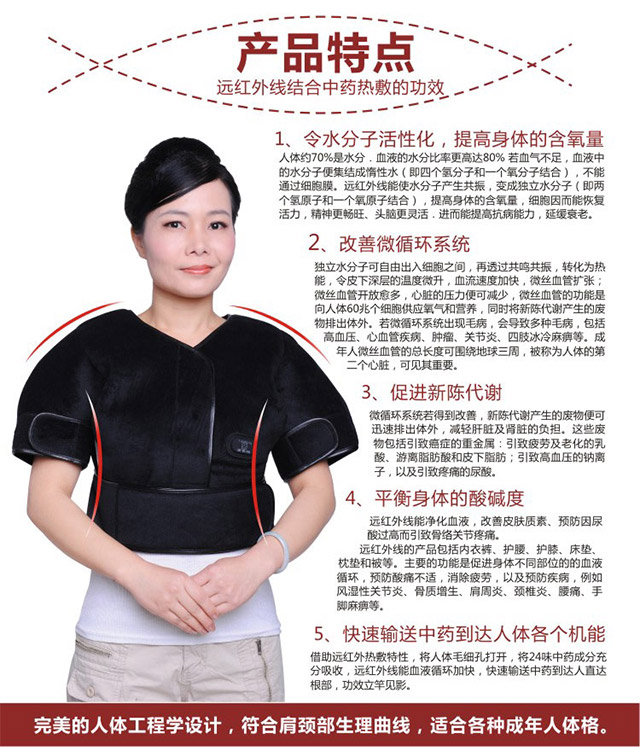 产品特点
远红外线结合中药热敷的功效
1、令水分子活性化，提高身体的含氧量
人体约70%是水分．血液的水分比率更高达80% 若血气不足，血液中
的水分子便集结成惰性水（即四个氢分子和一个氧分子结合），不能
通过细胞膜。远红外线能使水分子产生共振，变成独立水分子（即两
个氢原子和一个氧原子结合），提高身体的含氧量，细胞因而能恢复
活力，精神更畅旺、头脑更灵活．进而能提高抗病能力，延缓衰老。
2、改善微循环系统
独立水分子可自由出入细胞之间，再透过共鸣共振，转化为热
能，令皮下深层的温度微升，血流速度加快，微丝血管扩张；
微丝血管开放愈多，心脏的压力便可减少，微丝血管的功能是
向人体60兆个细胞供应氧气和营养，同时将新陈代谢产生的废
物排出体外。若微循环系统出现毛病，会导致多种毛病，包括
高血压、心血管疾病、肿瘤、关节炎、四肢冰冷麻痹等。成
年人微丝血管的总长度可围绕地球三周，被称为人体的第
二个心脏，可见其重要。
3、促进新陈代谢
微循环系统若得到改善，新陈代谢产生的废物便可
迅速排出体外，减轻肝脏及肾脏的负担。这些废
物包括引致癌症的重金属：引致疲劳及老化的乳
酸、游离脂肪酸和皮下脂肪；引致高血压的钠离
子，以及引致疼痛的尿酸。
4、平衡身体的酸碱度
远红外线能净化血液，改善皮肤质素、预防因尿
酸过高而引致骨络关节疼痛。
远红外线的产品包括内衣裤、护腰、护膝、床垫、
枕垫和被等。主要的功能是促进身体不同部位的的血液
循环，预防酸痛不适，消除疲劳，以及预防疾病，例如
风湿性关节炎、骨质增生、肩周炎、颈椎炎、腰痛、手
脚麻痹等。
5、快速输送中药到达人体各个机能
借助远红外热敷特性，将人体毛细孔打开，将24味中药成分充
分吸收，远红外线能血液循环加快，快速输送中药到达人直达
根部，功效立竿见影。
完美的人体工程学设计，符合肩颈部生理曲线，适合各种成年人体格。